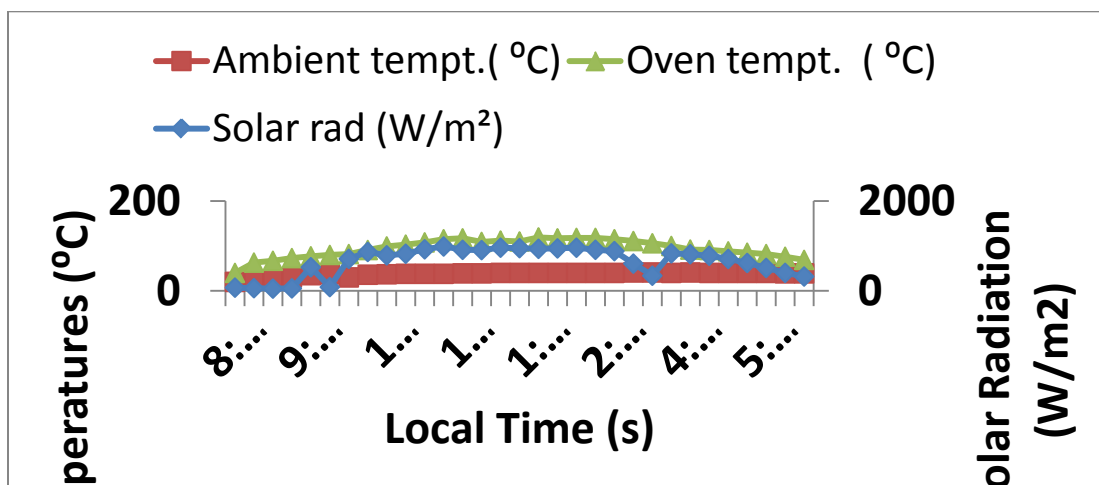 Ambient tempt.( ⁰C) Oven tempt. ( ⁰C)
Solar rad (W/m²)
200 2000
0 0
peratures (⁰C)
8:... 9:... 1... 1... 1:... 2:... 4:... 5:...
Local Time (s)
olar Radiation
(W/m2)